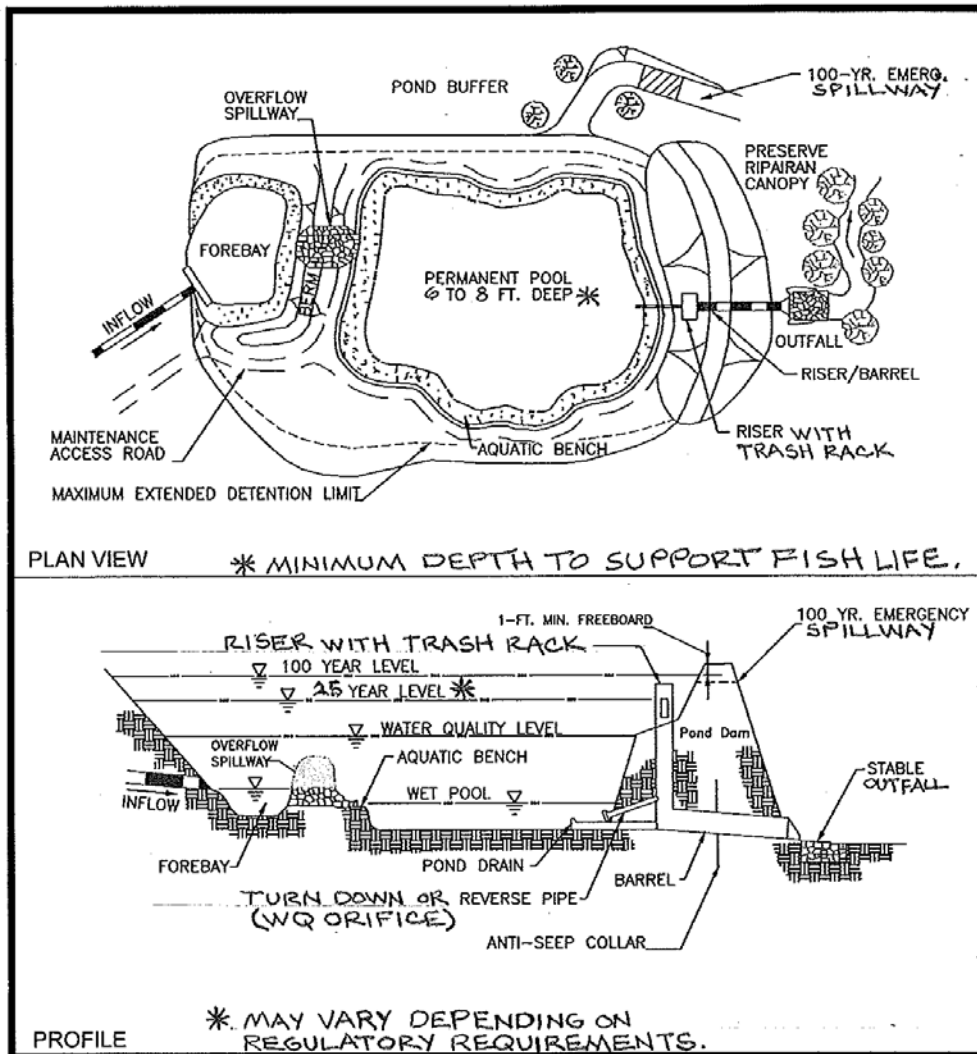 POND BUFFER
100-YR. EMERG.
SPILLWAY
OVERFLOW
SPILLWAY
PRESERVE
RIPAIRAN
CANOPY
FOREBAY
BERM
PERMANENT POOL
6 TO 8 FT. DEEP *
INFLOW
OUTFALL
RISER/BARREL
MAINTENANCE
ACCESS ROAD
AQUATIC BENCH
RISER WITH
TRASH RACK
MAXIMUM EXTENDED DETENTION LIMIT
PLAN VIEW
* MINIMUM DEPTH TO SUPPORT FISH LIFE.
1-FT. MIN. FREEBOARD
100 YR. EMERGENCY
SPILLWAY
RISER WITH TRASH RACK
100 YEAR LEVEL
25 YEAR LEVEL *
WATER QUALITY LEVEL
Pond Dam
OVERFLOW
SPILLWAY
AQUATIC BENCH
STABLE
OUTFALL
WET POOL
INFLOW
FOREBAY
POND DRAIN
BARREL
TURN DOWN OR REVERSE PIPE
(WQ ORIFICE)
ANTI-SEEP COLLAR
PROFILE
* MAY VARY DEPENDING ON
REGULATORY REQUIREMENTS.